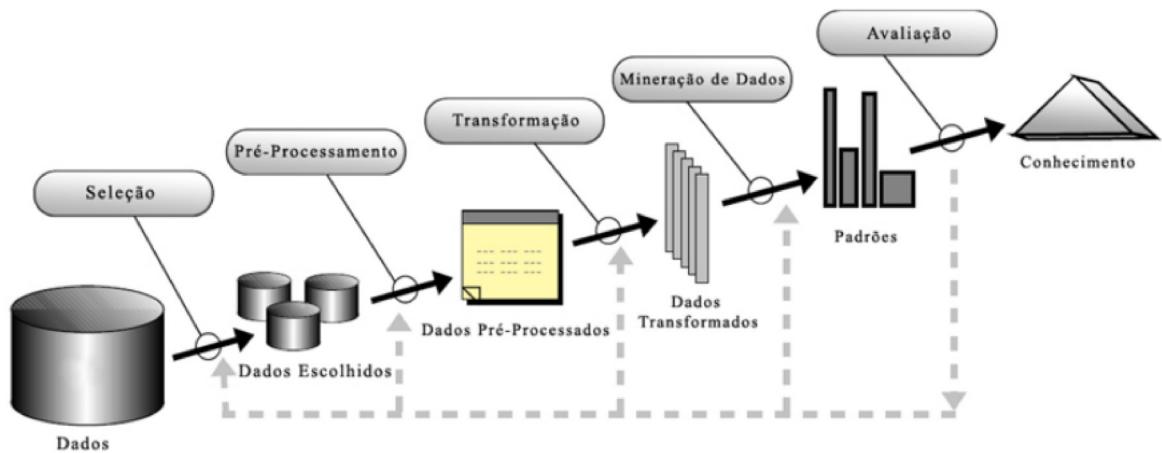 Avaliação
Mineração de Dados
Transformação
Pré-Processamento
Seleção
Conhecimento
Padrões
Dados
Transformados
Dados Pré-Processados
Dados Escolhidos
Dados